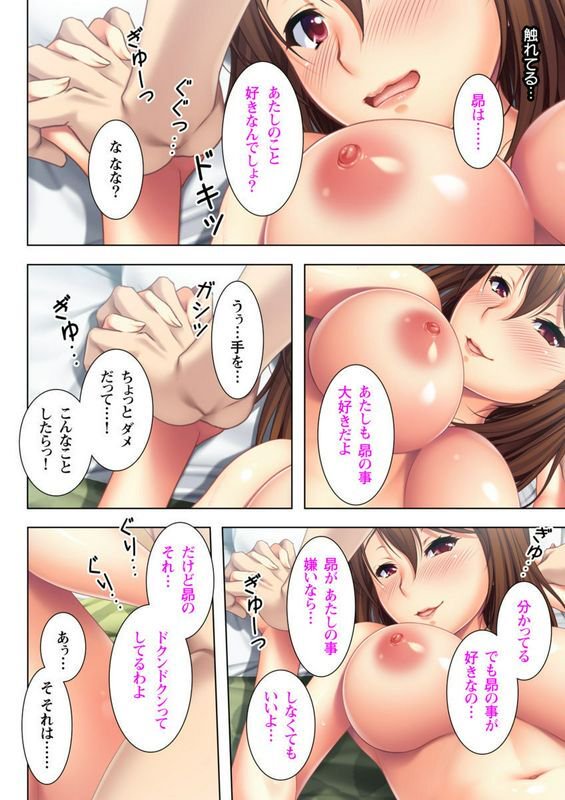 触れてる…
昴は……
あたしのこと
好きなんでしょ？
な なな？
ぎゅーっ
ぐぐっ…
ドキッ
あたしも 昴の事
大好きだよ
うぅ…手を…
ガシッ
ぎゅ…
ちょっと ダメ
だって…！
こんなこと
したらっ！
ぎゅ…
分かってる
でも昴の事が
好きなの…
昴が あたしの事
嫌いなら…
しなくても
いいよ…
ぎゅーっ
だけど昴の
それ…
ドクンドクンって
してるわよ
ぐり…
ぐり…
あぅ…
そ それは……